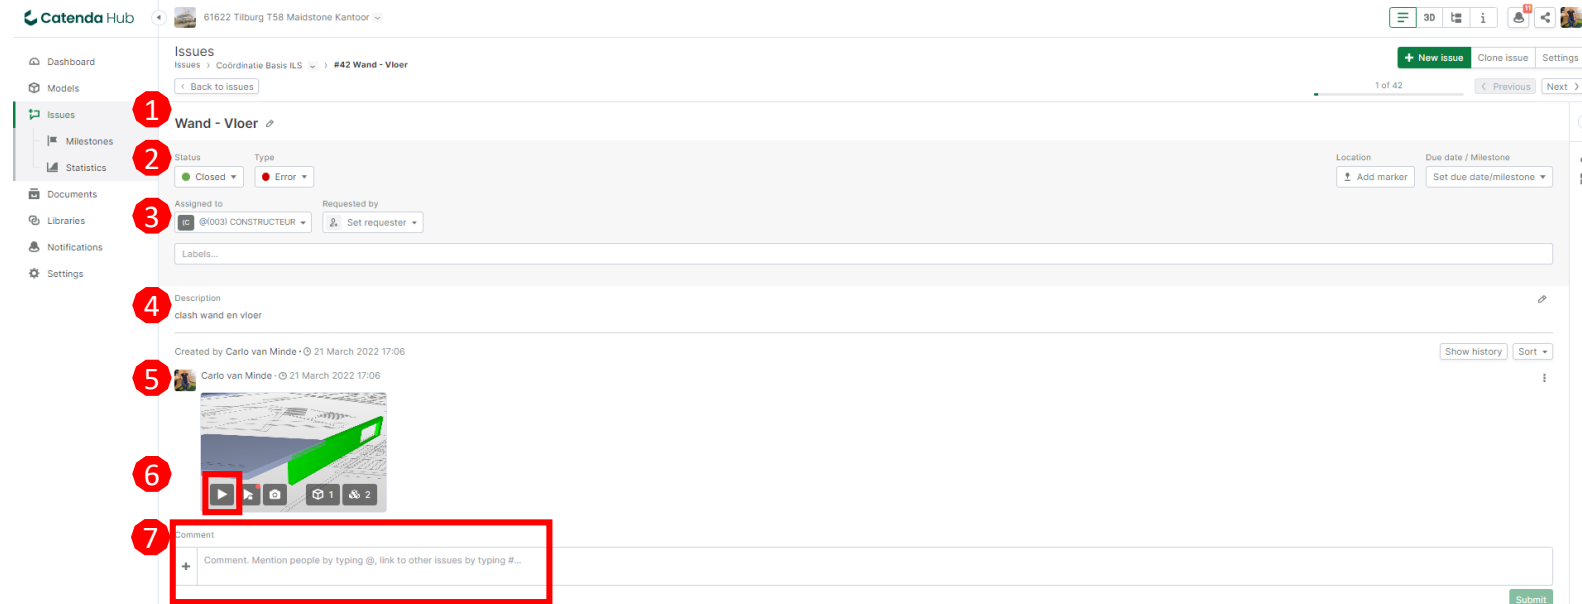 Catenda Hub
61622 Tilburg T58 Maidstone Kantoor
3D
i
11
Issues
Issues > Coördinatie Basis ILS > #42 Wand - Vloer
+ New issue
Clone issue
Settings
< Back to issues
1 of 42
< Previous
Next >
Dashboard
Models
Issues
Milestones
Statistics
Documents
Libraries
Notifications
Settings
1
Wand - Vloer
2
Status
Type
Location
Due date / Milestone
Closed
Error
Add marker
Set due date/milestone
3
Assigned to
Requested by
(C @(003) CONSTRUCTEUR
Set requester
Labels...
4
Description
clash wand en vloer
Created by Carlo van Minde · 21 March 2022 17:06
Show history
Sort
5
Carlo van Minde · 21 March 2022 17:06
6
1
2
7
Comment
+
Comment. Mention people by typing @, link to other issues by typing #...
Submit